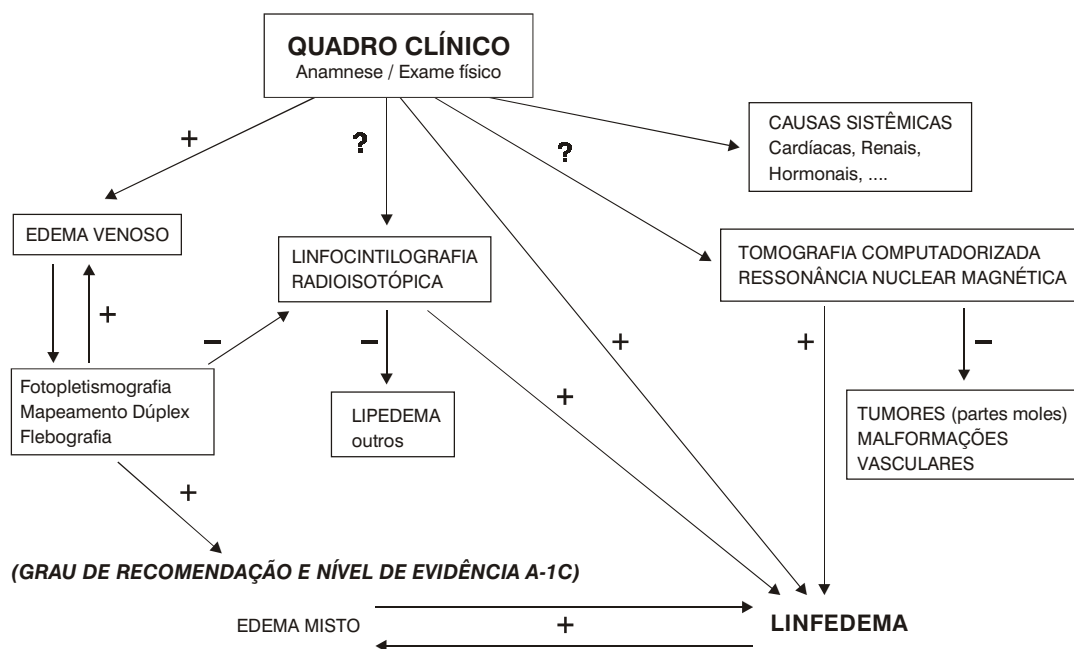 QUADRO CLÍNICO
Anamnese / Exame físico
+
?
?
CAUSAS SISTÊMICAS
Cardíacas, Renais,
Hormonais, ....
EDEMA VENOSO
LINFOCINTILOGRAFIA
RADIOISOTÓPICA
TOMOGRAFIA COMPUTADORIZADA
RESSONÂNCIA NUCLEAR MAGNÉTICA
+
–
–
+
+
–
Fotopletismografia
Mapeamento Dúplex
Flebografia
+
LIPEDEMA
outros
TUMORES (partes moles)
MALFORMAÇÕES
VASCULARES
+
(GRAU DE RECOMENDAÇÃO E NÍVEL DE EVIDÊNCIA A-1C)
EDEMA MISTO
+
LINFEDEMA